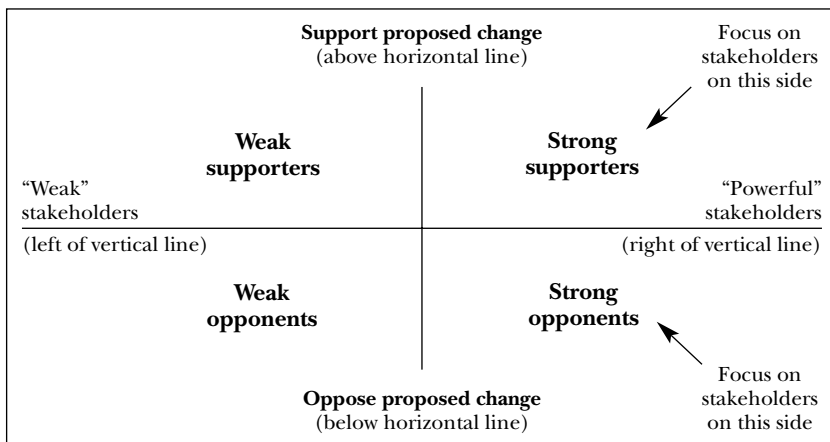 Support proposed change
(above horizontal line)
Focus on
stakeholders
on this side
Weak
supporters
Strong
supporters
“Weak”
stakeholders
“Powerful”
stakeholders
(left of vertical line)
(right of vertical line)
Weak
opponents
Strong
opponents
Oppose proposed change
(below horizontal line)
Focus on
stakeholders
on this side